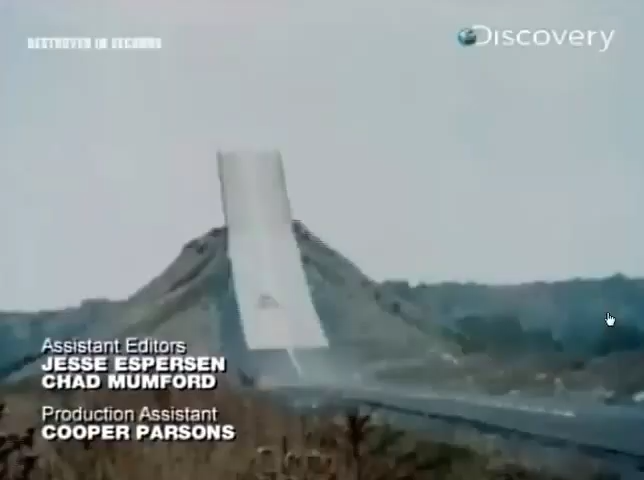 DESTROYED IN SECONDS
Discovery
Assistant Editors
JESSE ESPERSEN
CHAD MUMFORD
Production Assistant
COOPER PARSONS